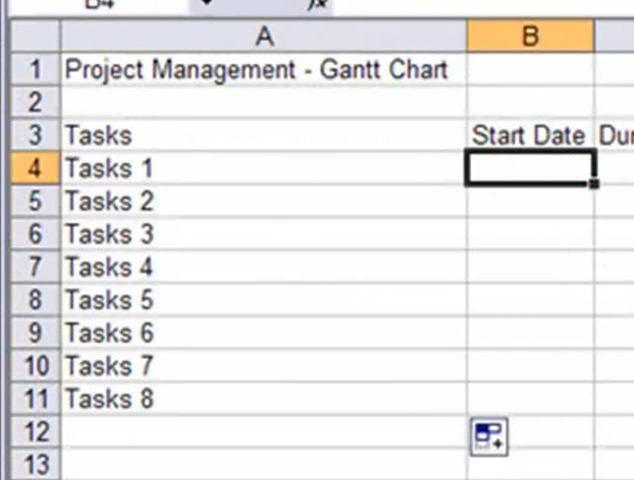 B4
A B
1 Project Management - Gantt Chart
2
3 Tasks Start Date
4 Tasks 1
5 Tasks 2
6 Tasks 3
7 Tasks 4
8 Tasks 5
9 Tasks 6
10 Tasks 7
11 Tasks 8
12
13